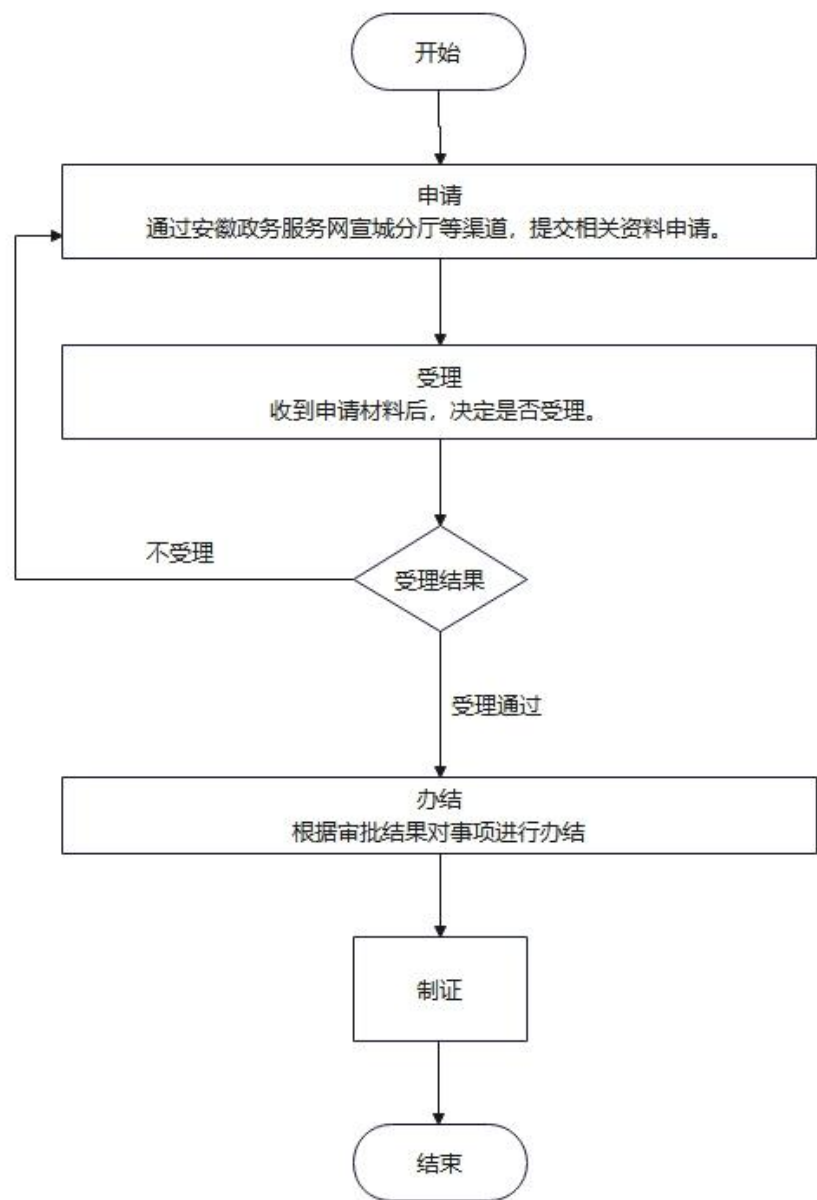 开始
申请
通过安徽政务服务网宣城分厅等渠道，提交相关资料申请。
受理
收到申请材料后，决定是否受理。
不受理
受理结果
受理通过
办结
根据审批结果对事项进行办结
制证
结束